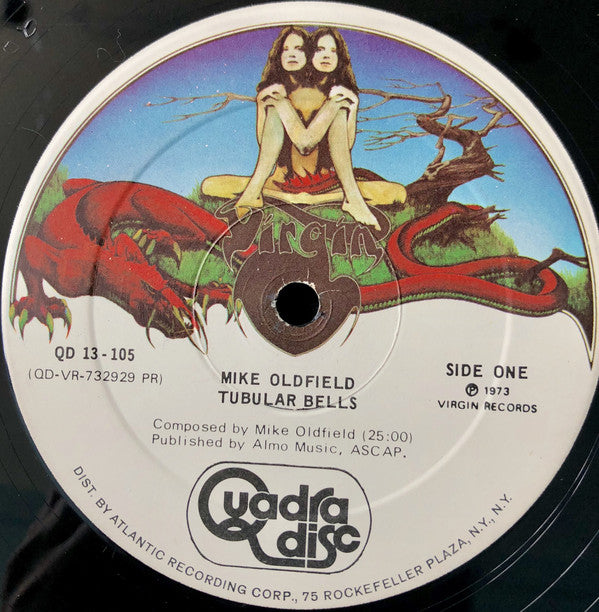 Virgin
QD 13-105
(QD-VR-732929 PR)
MIKE OLDFIELD
TUBULAR BELLS
SIDE ONE
Ⓟ 1973
VIRGIN RECORDS
Composed by Mike Oldfield (25:00)
Published by Almo Music, ASCAP.
Quadra
disc
DIST. BY ATLANTIC RECORDING CORP., 75 ROCKEFELLER PLAZA, N.Y., N.Y.